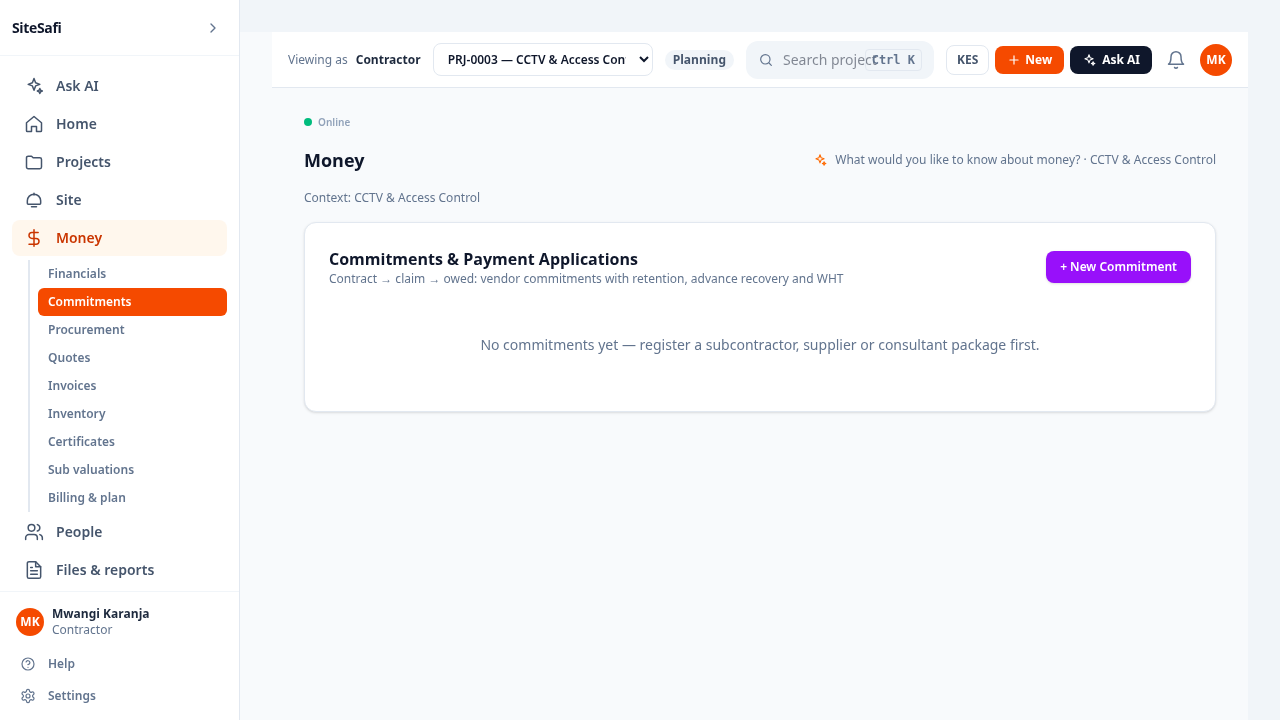 SiteSafi
Ask AI
Home
Projects
Site
Money
Financials
Commitments
Procurement
Quotes
Invoices
Inventory
Certificates
Sub valuations
Billing & plan
People
Files & reports
MK
Mwangi Karanja
Contractor
Help
Settings
Viewing as Contractor
PRJ-0003 — CCTV & Access Con
Planning
Search project
Ctrl K
KES
New
Ask AI
MK
Online
Money
What would you like to know about money? · CCTV & Access Control
Context: CCTV & Access Control
Commitments & Payment Applications
Contract → claim → owed: vendor commitments with retention, advance recovery and WHT
+ New Commitment
No commitments yet — register a subcontractor, supplier or consultant package first.